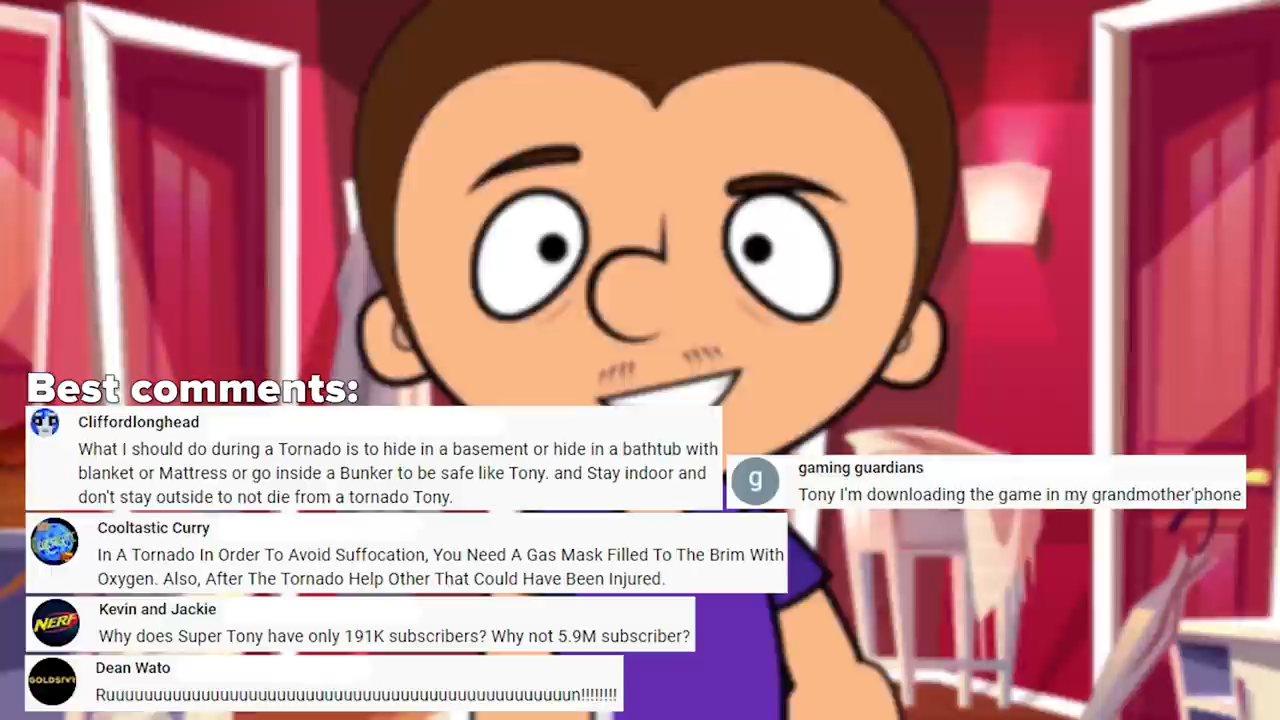 Best comments:
Cliffordlonghead
What I should do during a Tornado is to hide in a basement or hide in a bathtub with
blanket or Mattress or go inside a Bunker to be safe like Tony. and Stay indoor and
don't stay outside to not die from a tornado Tony.
g
gaming guardians
Tony I'm downloading the game in my grandmother'phone
Cooltastic Curry
In A Tornado In Order To Avoid Suffocation, You Need A Gas Mask Filled To The Brim With
Oxygen. Also, After The Tornado Help Other That Could Have Been Injured.
NERF
Kevin and Jackie
Why does Super Tony have only 191K subscribers? Why not 5.9M subscriber?
Dean Wato
Ruuuuuuuuuuuuuuuuuuuuuuuuuuuuuuuuuuuuuuuuuuuuuuun!!!!!!!!